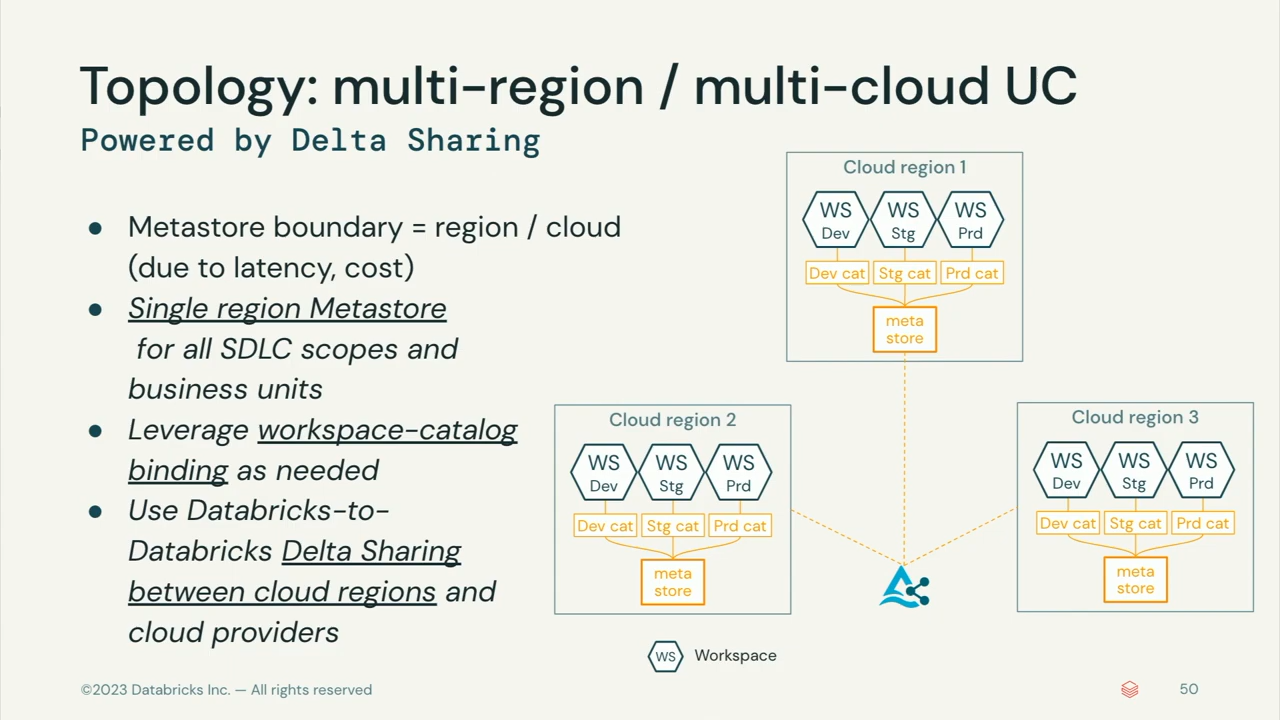 Topology: multi-region / multi-cloud UC
Powered by Delta Sharing
● Metastore boundary = region / cloud
(due to latency, cost)
● Single region Metastore
for all SDLC scopes and
business units
● Leverage workspace-catalog
binding as needed
● Use Databricks-to-
Databricks Delta Sharing
between cloud regions and
cloud providers
Cloud region 1
WS WS WS
Dev Stg Prd
Dev cat Stg cat Prd cat
meta
store
Cloud region 2
WS WS WS
Dev Stg Prd
Dev cat Stg cat Prd cat
meta
store
Cloud region 3
WS WS WS
Dev Stg Prd
Dev cat Stg cat Prd cat
meta
store
WS Workspace
©2023 Databricks Inc. — All rights reserved
50